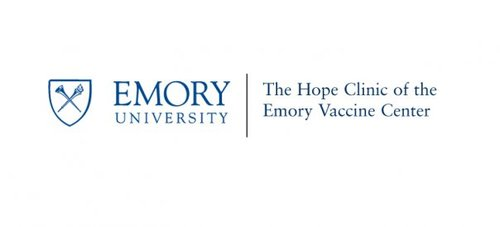 EMORY
UNIVERSITY
The Hope Clinic of the
Emory Vaccine Center